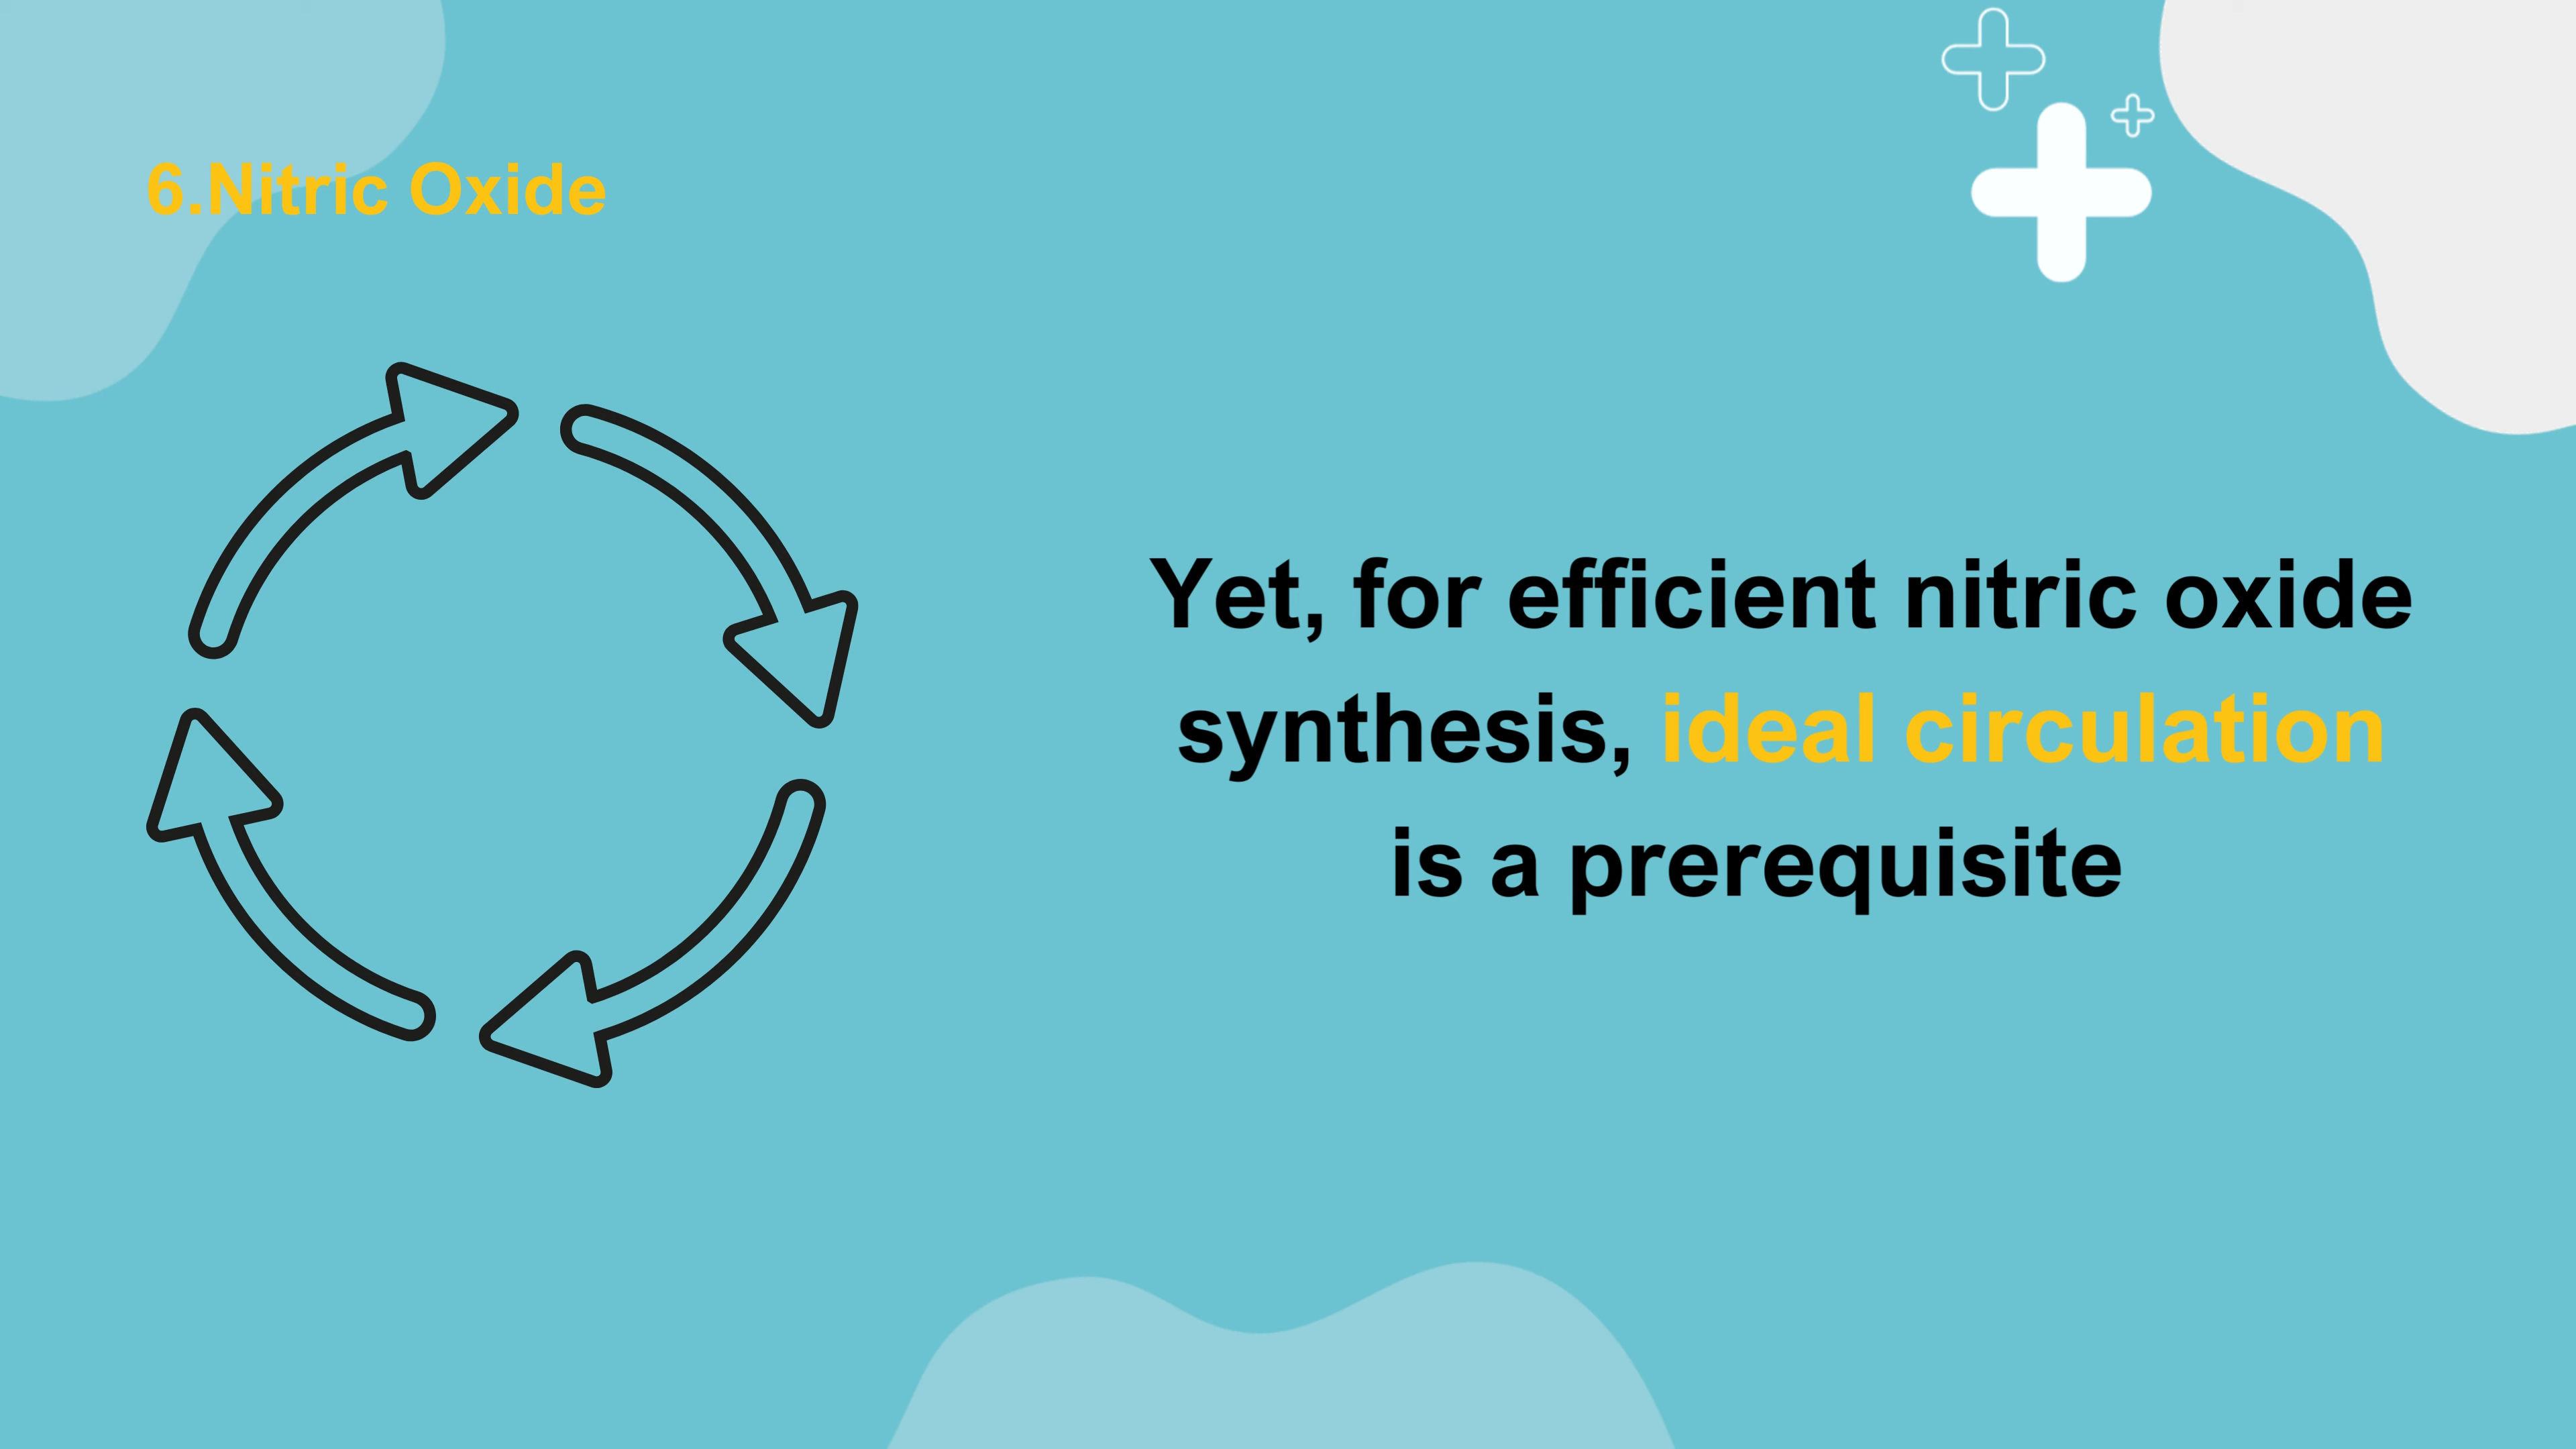 6.Nitric Oxide
Yet, for efficient nitric oxide
synthesis, ideal circulation
is a prerequisite